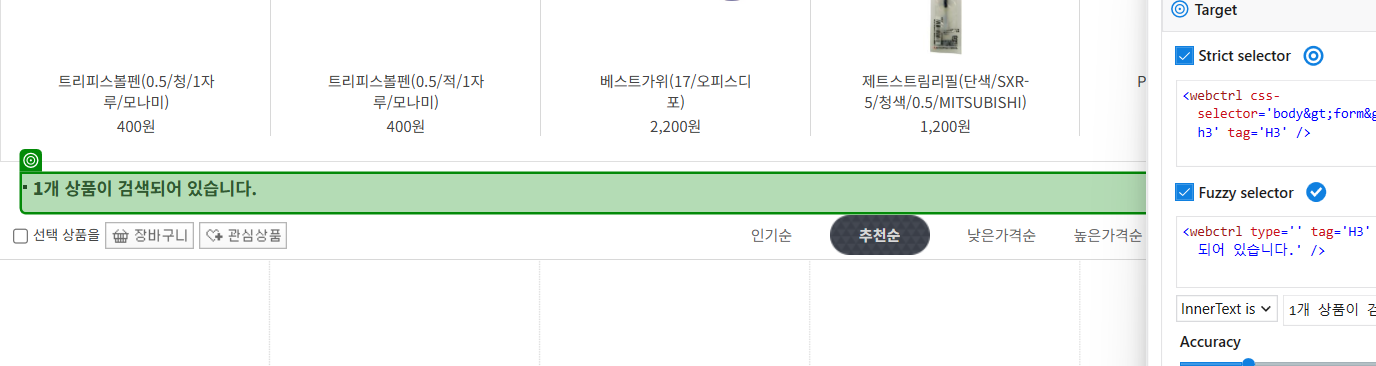 Target
Strict selector
<webctrl css-
selector='body&gt;form&g
h3' tag='H3' />
Fuzzy selector
<webctrl type='' tag='H3'
되어 있습니다.' />
InnerText is
1개 상품이 검
Accuracy
트리피스볼펜(0.5/청/1자
루/모나미)
400원
트리피스볼펜(0.5/적/1자
루/모나미)
400원
베스트가위(17/오피스디
포)
2,200원
제트스트림리필(단색/SXR-
5/청색/0.5/MITSUBISHI)
1,200원
P
1개 상품이 검색되어 있습니다.
선택 상품을
장바구니
관심상품
인기순
추천순
낮은가격순
높은가격순